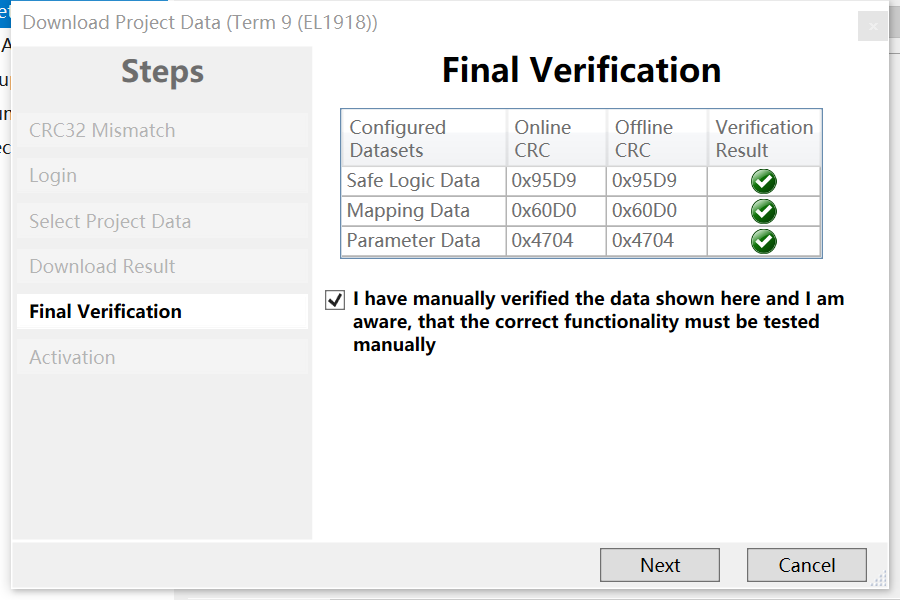 Download Project Data (Term 9 (EL1918))
Steps
CRC32 Mismatch
Login
Select Project Data
Download Result
Final Verification
Activation
Final Verification
Configured Datasets Online CRC Offline CRC Verification Result
Safe Logic Data 0x95D9 0x95D9
Mapping Data 0x60D0 0x60D0
Parameter Data 0x4704 0x4704
I have manually verified the data shown here and I am
aware, that the correct functionality must be tested
manually
Next Cancel